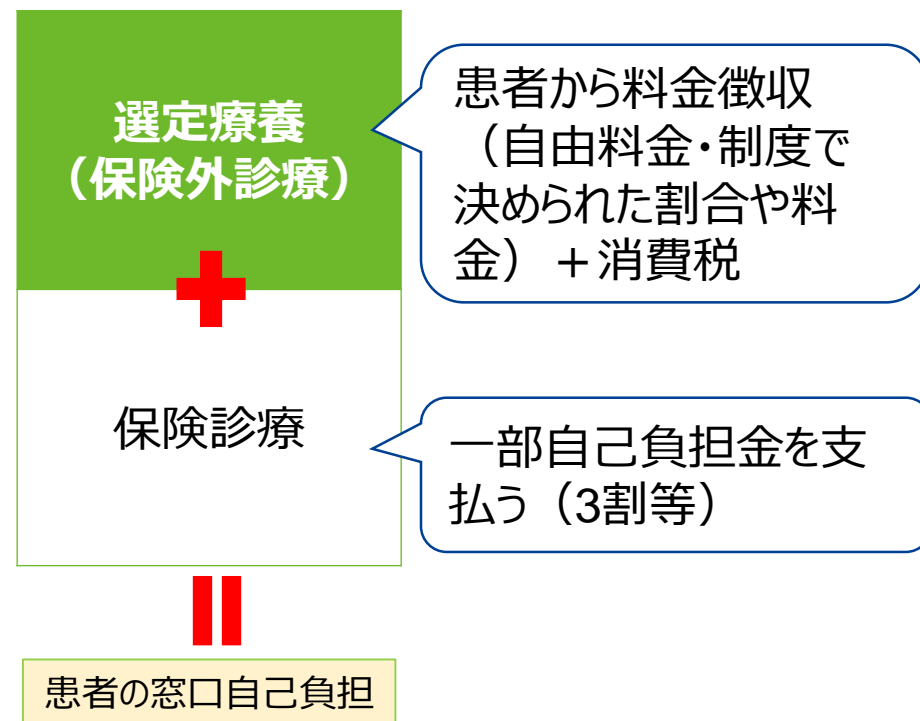 選定療養
（保険外診療）
患者から料金徴収
（自由料金・制度で
決められた割合や料
金）＋消費税
保険診療
一部自己負担金を支
払う（3割等）
患者の窓口自己負担